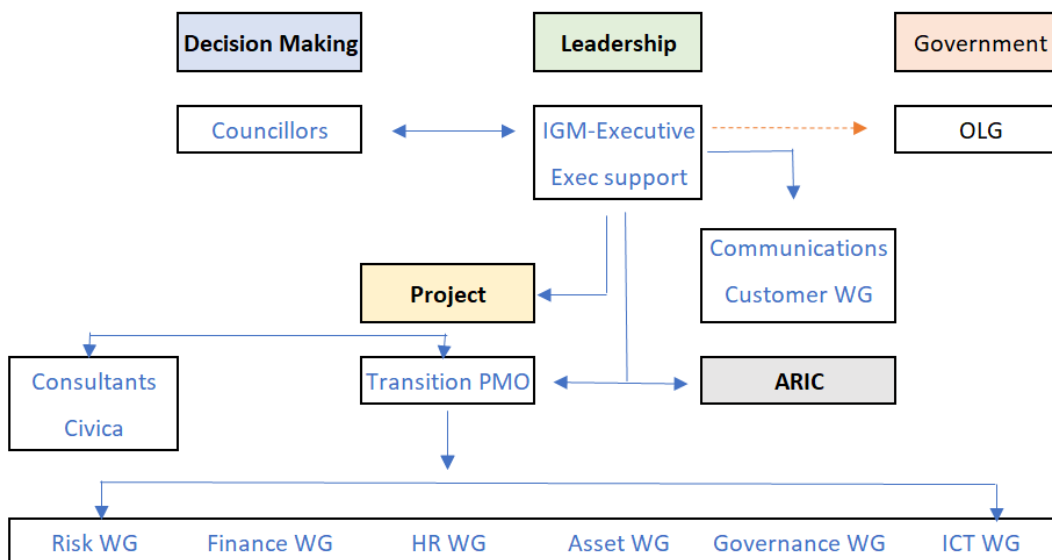 Decision Making
Leadership
Government
Councillors
IGM-Executive
Exec support
OLG
Communications
Customer WG
Project
Consultants
Civica
Transition PMO
ARIC
Risk WG Finance WG HR WG Asset WG Governance WG ICT WG